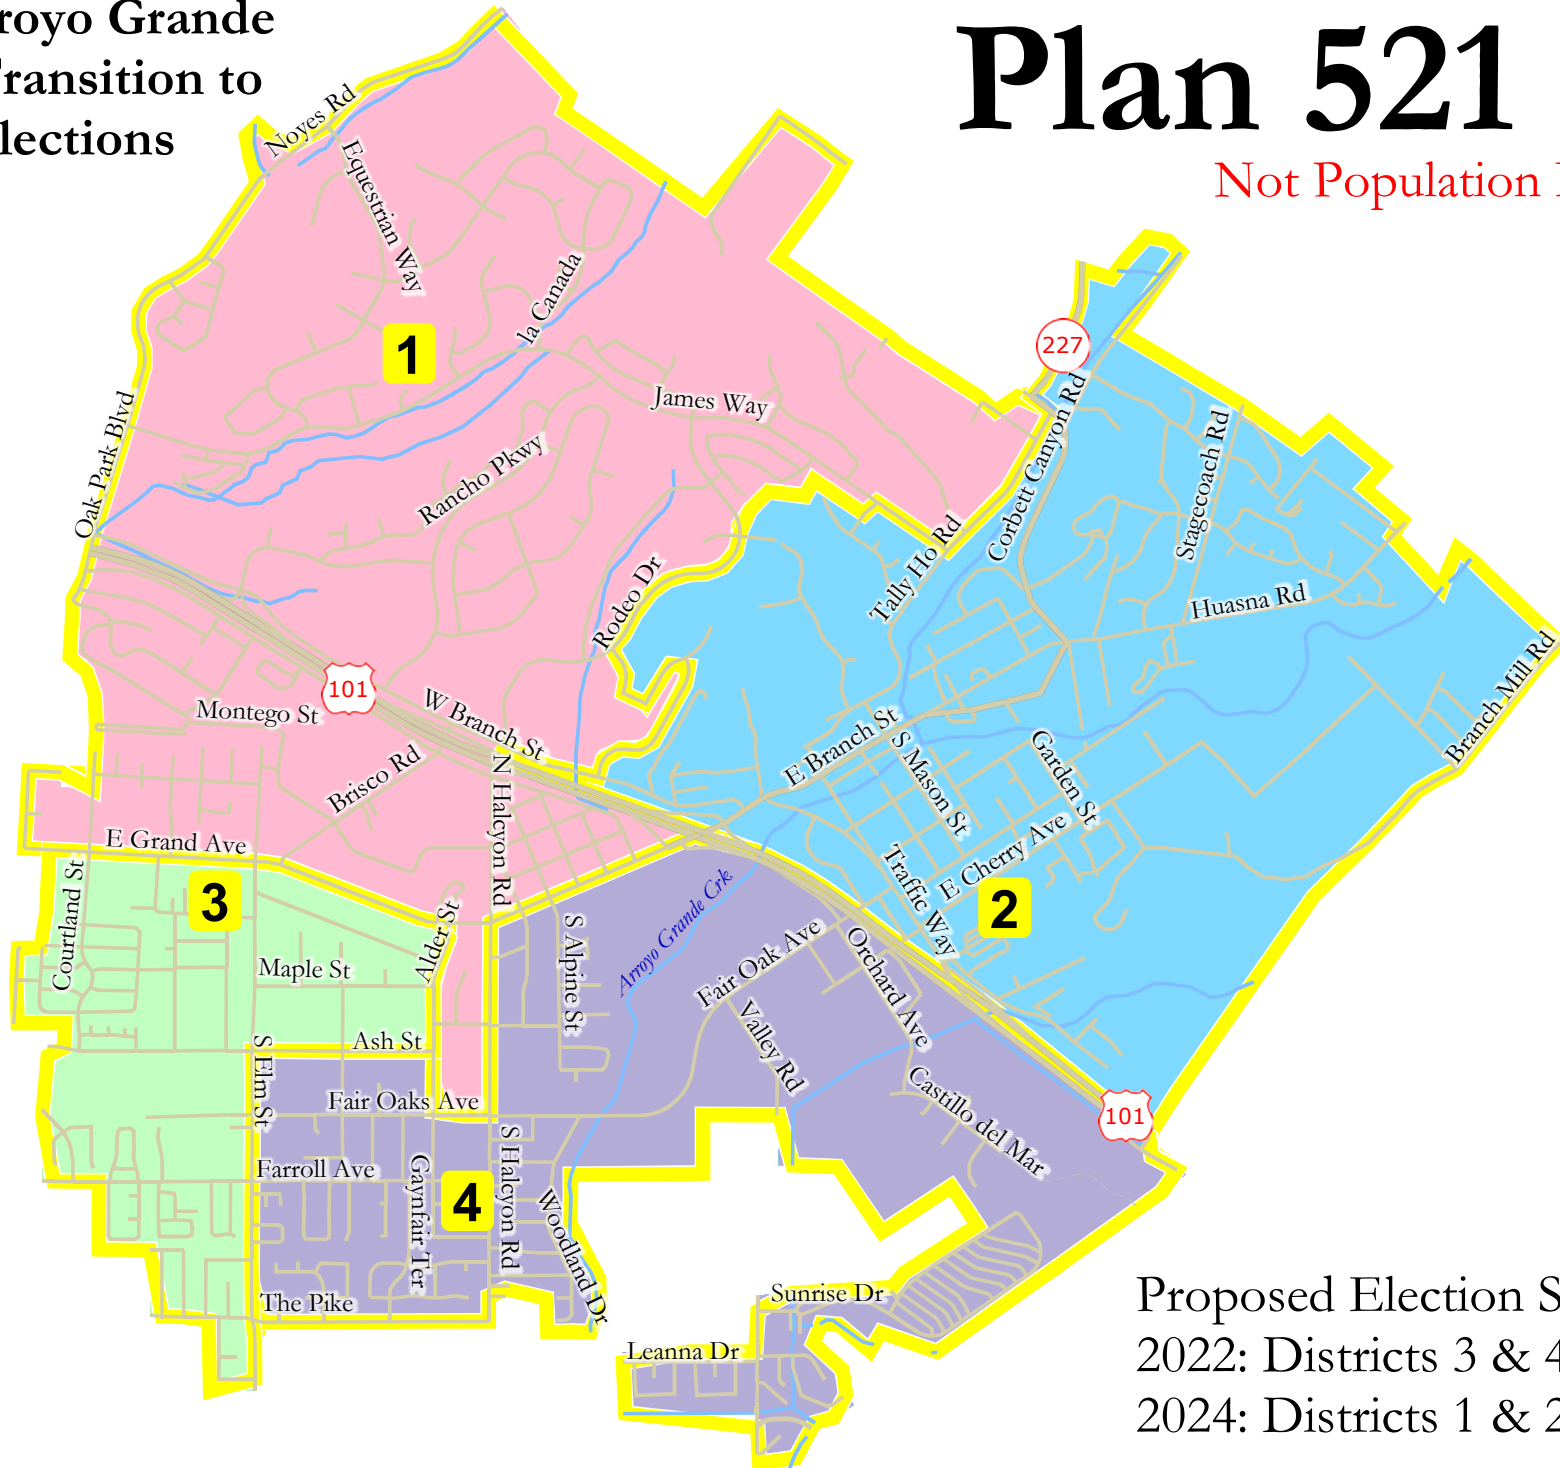 royo Grande
ransition to
lections
Plan 521
Not Population
Noyes Rd
Equestrian Way
la Canada
1
227
James Way
Corbett Canyon Rd
Stagecoach Rd
Oak Park Blvd
Rancho Pkwy
Tally Ho Rd
Rodeo Dr
Huasna Rd
Branch Mill Rd
101
Montego St
W Branch St
E Branch St
S Mason St
Garden St
Brisco Rd
N Halcyon Rd
E Grand Ave
E Cherry Ave
Traffic Way
2
3
Courtland St
Arroyo Grande Crk
Alder St
S Alpine St
Fair Oak Ave
Orchard Ave
Maple St
Valley Rd
Ash St
S Elm St
Castillo del Mar
Fair Oaks Ave
101
Farroll Ave
Gaynfair Ter
4
S Halcyon Rd
Woodland Dr
The Pike
Sunrise Dr
Leanna Dr
Proposed Election S
2022: Districts 3 & 4
2024: Districts 1 & 2